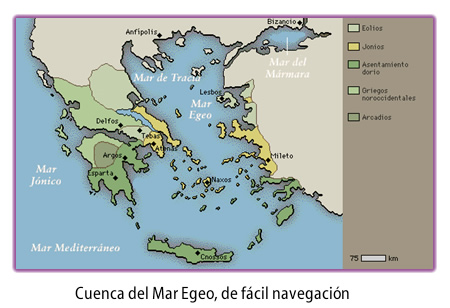 Bizancio
Anfípolis
Mar del
Mármara
Mar de Tracia
Lesbos
Mar
Egeo
Delfos
Tebas
Atenas
Mar
Jónico
Argos
Esparta
Mileto
Naxos
Mar Mediterráneo
Cnossos
Eolios
Jonios
Asentamiento
dorio
Griegos
noroccidentales
Arcadios
75 km
Cuenca del Mar Egeo, de fácil navegación